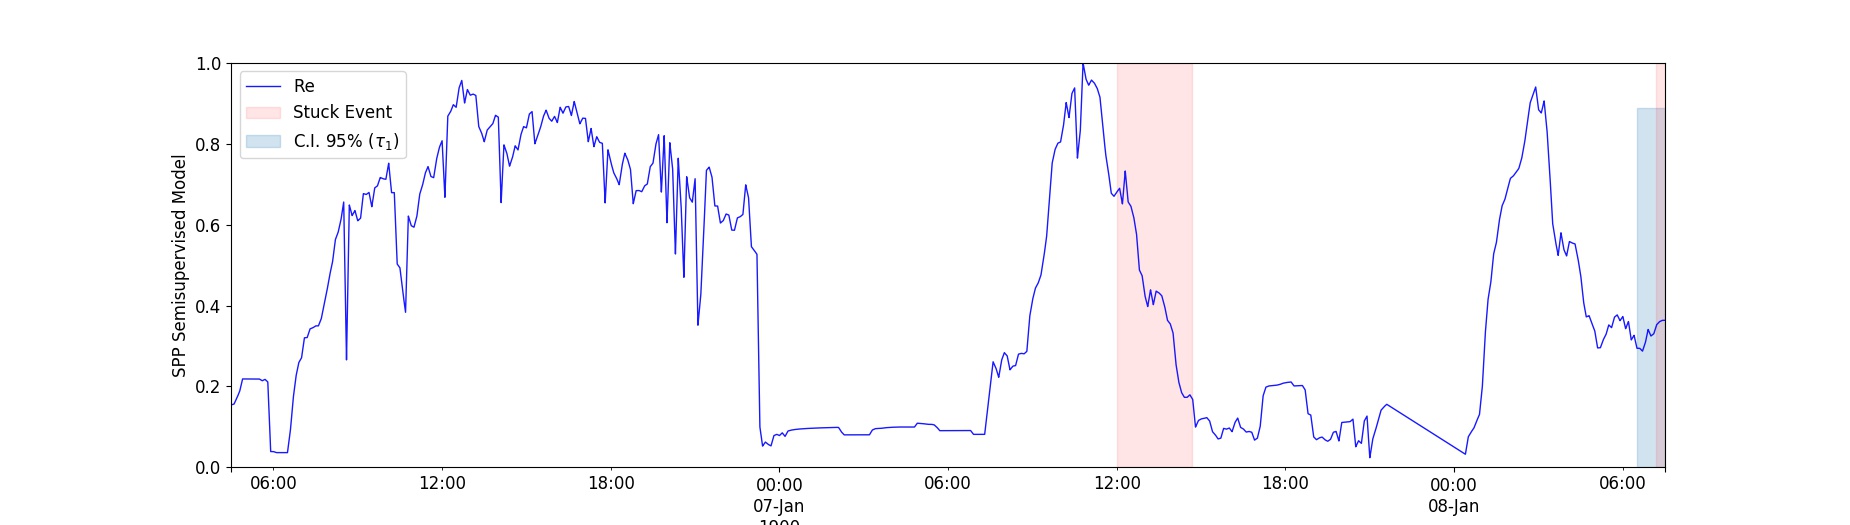 1.0
0.8
0.6
0.4
0.2
0.0
SPP Semisupervised Model
Re
Stuck Event
C.I. 95% (τ₁)
06:00 12:00 18:00 00:00 06:00 12:00 18:00 00:00 06:00
07-Jan 08-Jan
1900